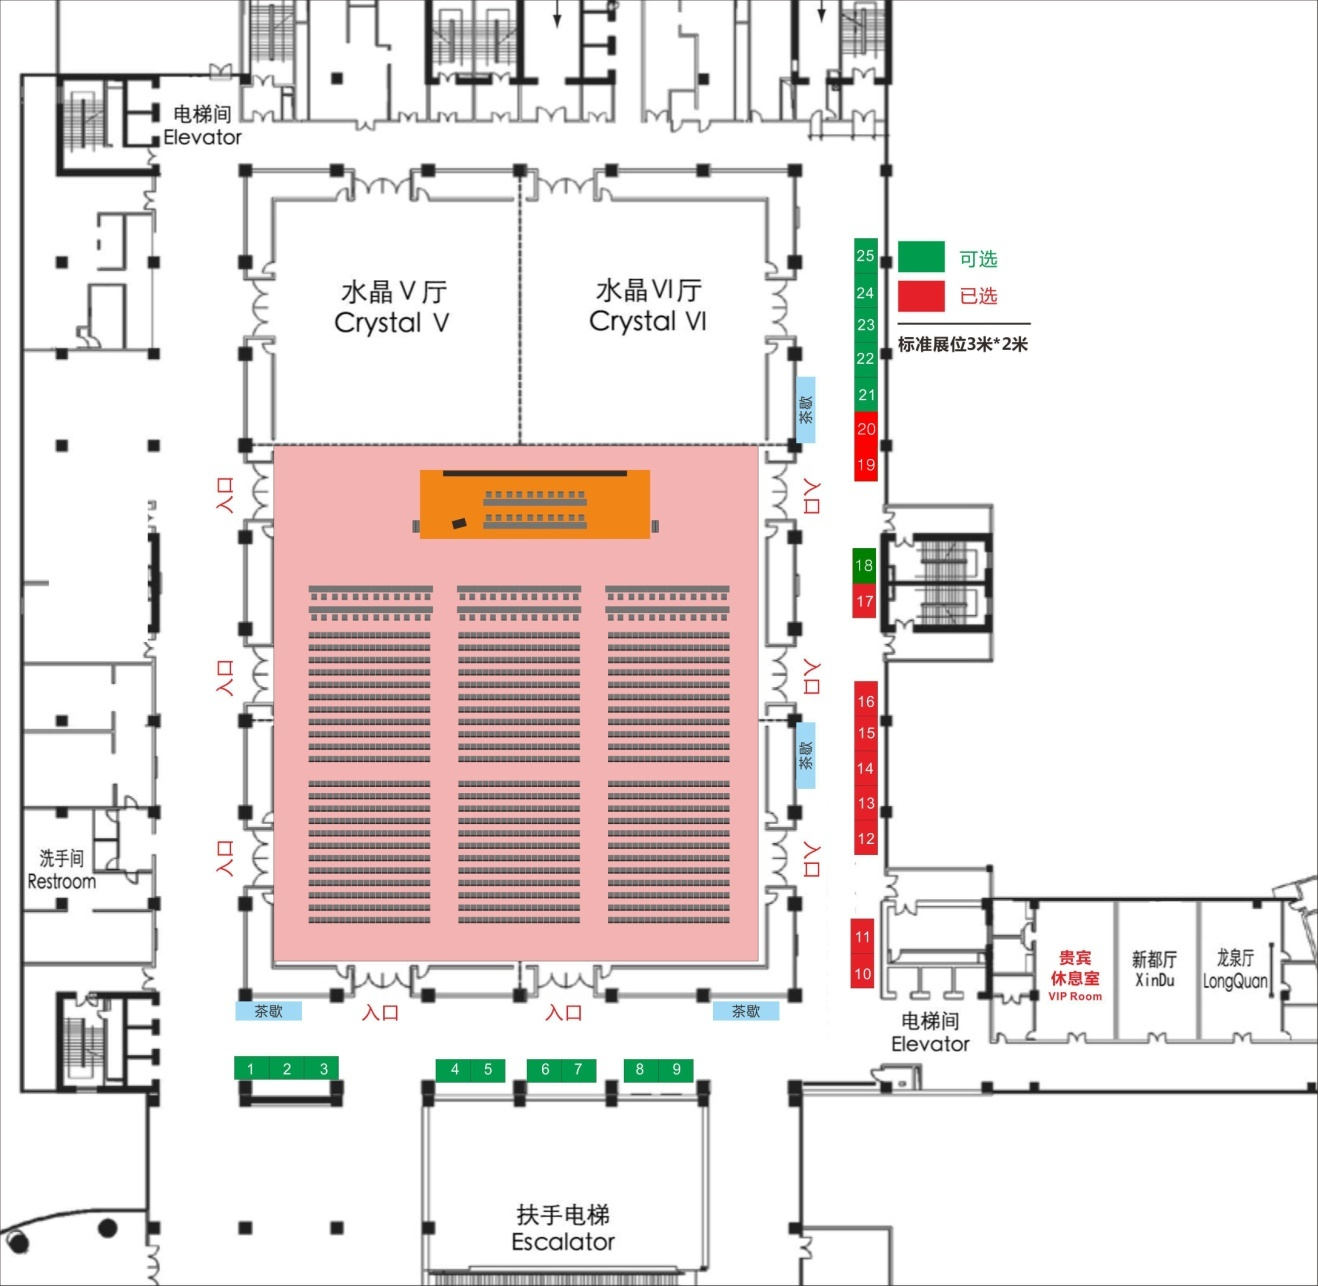 电梯间
Elevator
水晶 V 厅
Crystal V
水晶VI厅
Crystal VI
25
24
23
22
21
20
19
可选
已选
标准展位3米*2米
茶歇
入口
入口
18
17
入口
入口
16
15
14
13
12
茶歇
入口
入口
洗手间
Restroom
11
10
贵宾
休息室
VIP Room
新都厅
XinDu
龙泉厅
LongQuan
茶歇
入口
入口
茶歇
电梯间
Elevator
1 2 3
4 5
6 7
8 9
扶手电梯
Escalator